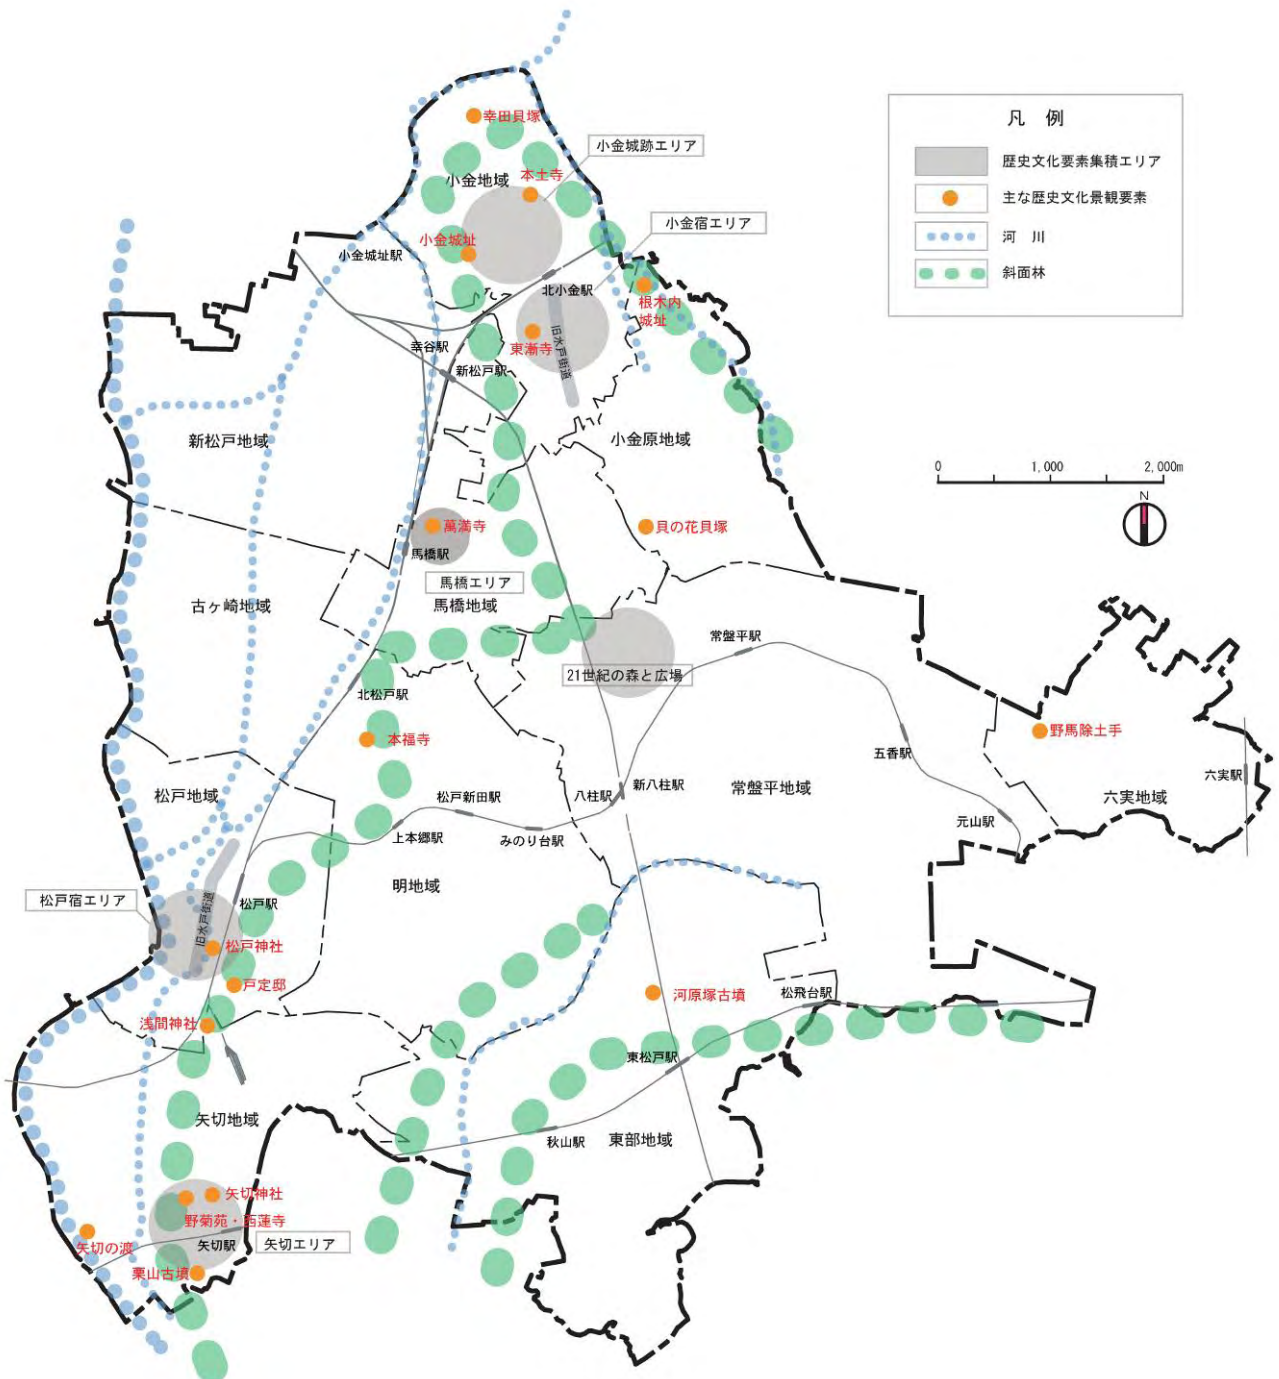 凡 例
歴史文化要素集積エリア
主な歴史文化景観要素
河 川
斜面林
幸田貝塚
小金城跡エリア
本土寺
小金地域
小金宿エリア
小金城址
小金城址駅
北小金駅
根木内
城址
旧水戸街道
東漸寺
幸谷駅
新松戸駅
新松戸地域
小金原地域
0 1,000 2,000m
N
萬満寺
貝の花貝塚
馬橋駅
馬橋エリア
馬橋地域
古ヶ崎地域
常盤平駅
21世紀の森と広場
北松戸駅
本福寺
野馬除土手
五香駅
六実駅
松戸地域
松戸新田駅
八柱駅
新八柱駅
常盤平地域
六実地域
元山駅
上本郷駅
みのり台駅
明地域
松戸宿エリア
松戸駅
旧水戸街道
松戸神社
戸定邸
河原塚古墳
松飛台駅
浅間神社
東松戸駅
矢切地域
秋山駅
東部地域
矢切神社
野菊苑・西蓮寺
矢切の渡
矢切駅
矢切エリア
栗山古墳